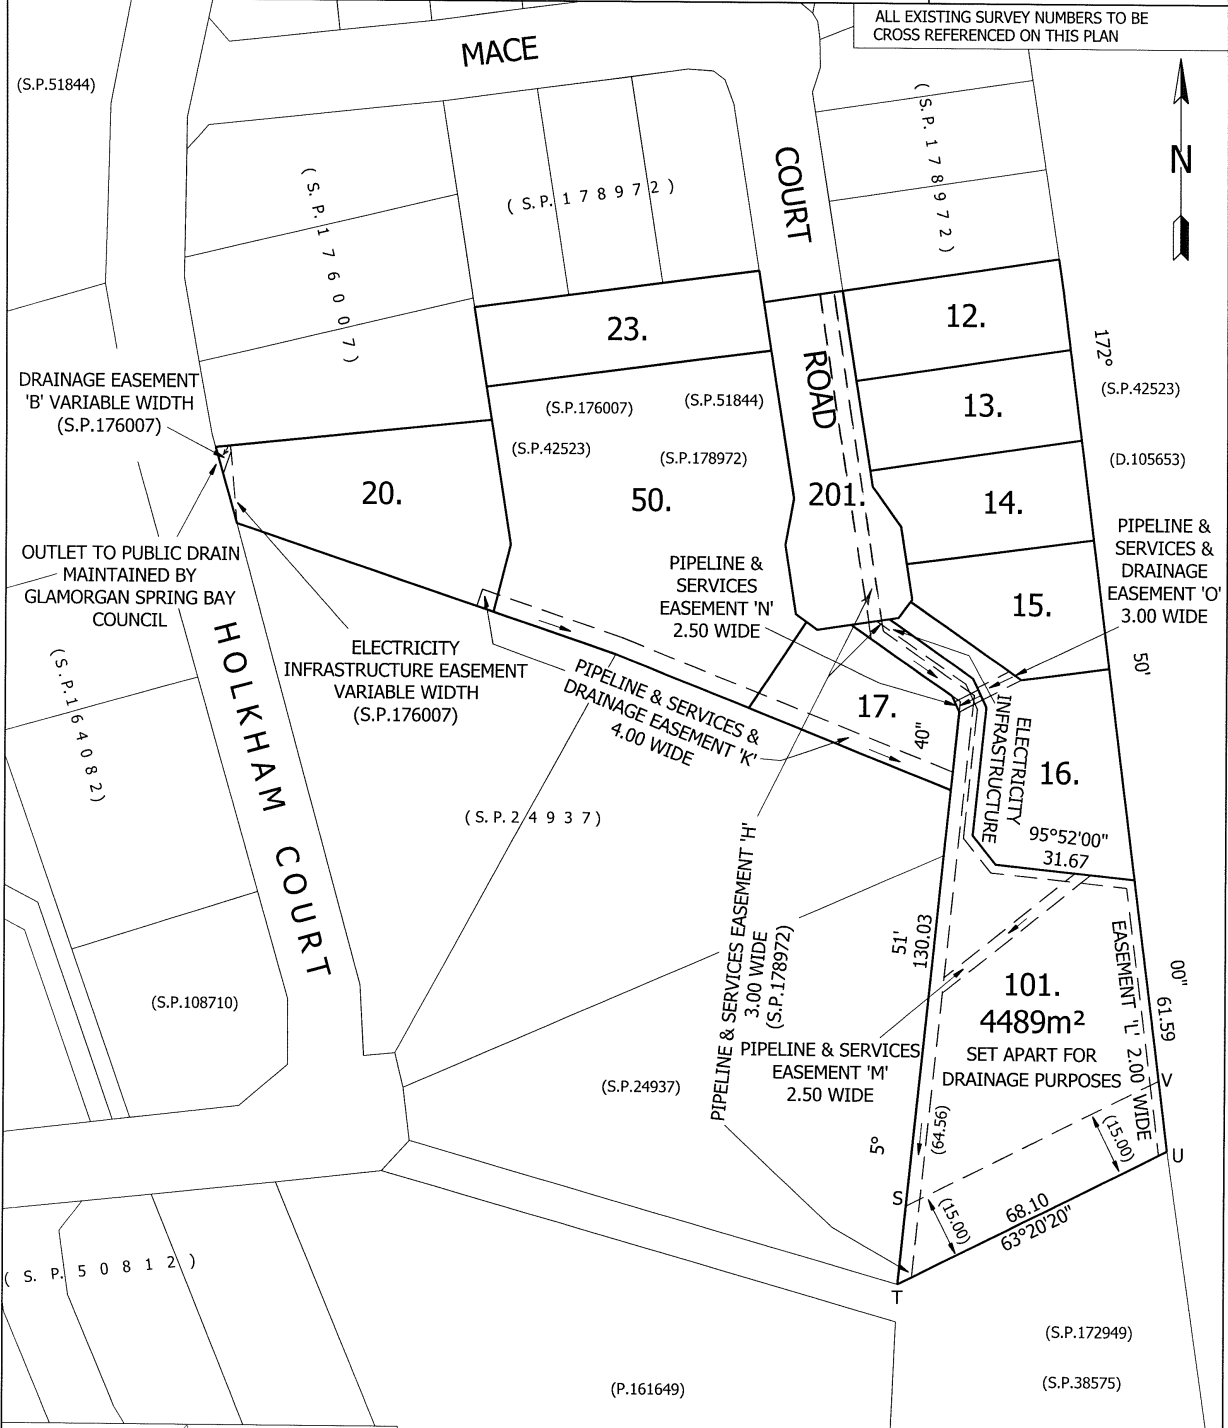 ALL EXISTING SURVEY NUMBERS TO BE
CROSS REFERENCED ON THIS PLAN
MACE
COURT
N
(S.P.51844)
(S.P.176007)
(S.P.178972)
(S.P.178972)
23.
12.
ROAD
172°
(S.P.42523)
DRAINAGE EASEMENT
'B' VARIABLE WIDTH
(S.P.176007)
(S.P.176007)
(S.P.51844)
(S.P.42523)
(S.P.178972)
13.
(D.105653)
20.
50.
201.
14.
OUTLET TO PUBLIC DRAIN
MAINTAINED BY
GLAMORGAN SPRING BAY
COUNCIL
PIPELINE &
SERVICES
EASEMENT 'N'
2.50 WIDE
PIPELINE &
SERVICES &
DRAINAGE
EASEMENT 'O'
3.00 WIDE
15.
50'
HOLKHAM COURT
ELECTRICITY
INFRASTRUCTURE EASEMENT
VARIABLE WIDTH
(S.P.176007)
PIPELINE & SERVICES &
DRAINAGE EASEMENT 'K'
4.00 WIDE
17.
40"
ELECTRICITY
INFRASTRUCTURE
16.
(S.P.164082)
(S.P.24937)
95°52'00"
31.67
PIPELINE & SERVICES EASEMENT 'H'
3.00 WIDE
(S.P.178972)
51'
130.03
EASEMENT 'L' 2.00 WIDE
00"
61.59
(S.P.108710)
101.
4489m²
SET APART FOR
DRAINAGE PURPOSES
PIPELINE & SERVICES
EASEMENT 'M'
2.50 WIDE
(S.P.24937)
V
5°
(64.56)
(15.00)
U
S
(15.00)
68.10
63°20'20"
T
(S.P.50812)
(S.P.172949)
(P.161649)
(S.P.38575)